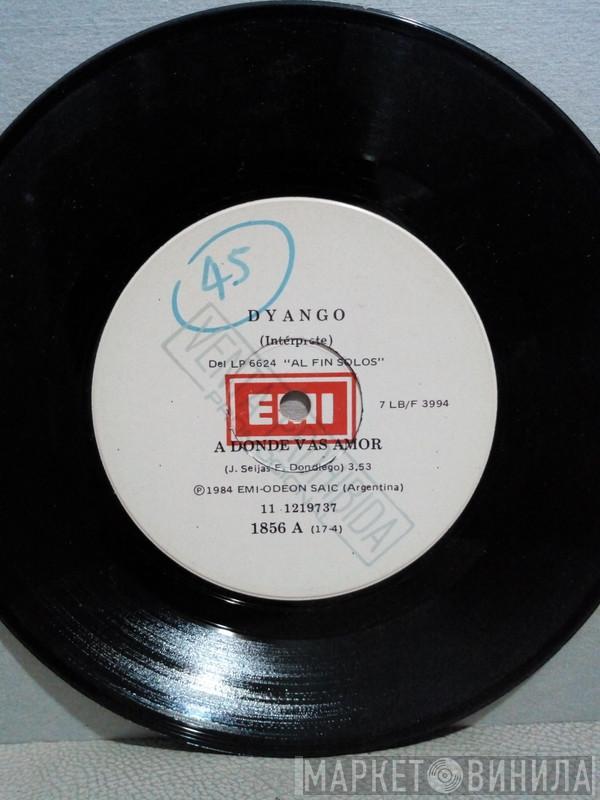 45
DYANGO
(Intérprete)
Del LP 6624 "AL FIN SOLOS"
EMI
7 LB/F 3994
A DONDE VAS AMOR
(J. Seijas-E. Dondiego) 3,53
Ⓟ1984 EMI-ODEON SAIC (Argentina)
11 1219737
1856 A (17-4)
МАРКЕТ ВИНИЛА